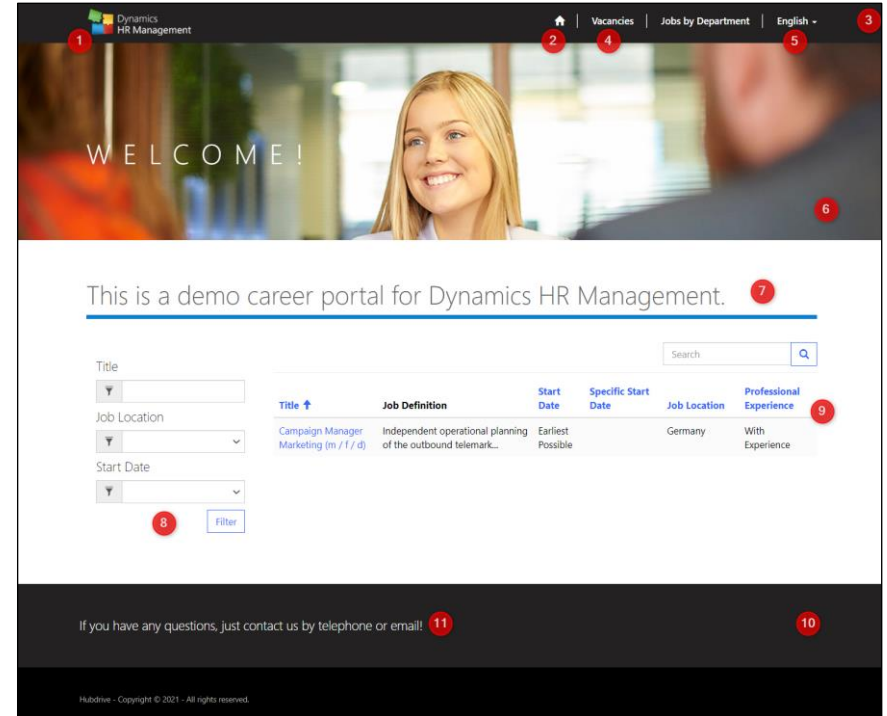 Dynamics
HR Management
Vacancies
Jobs by Department
English
1
2
4
5
3
WELCOME!
6
This is a demo career portal for Dynamics HR Management.
7
Search
Title
Job Location
Start Date
8
Filter
Title Job Definition Start Date Specific Start Date Job Location Professional Experience
9
Campaign Manager Marketing (m / f / d) Independent operational planning of the outbound telemark... Earliest Possible Germany With Experience
If you have any questions, just contact us by telephone or email!
11
10
Hubdrive - Copyright © 2021 - All rights reserved.